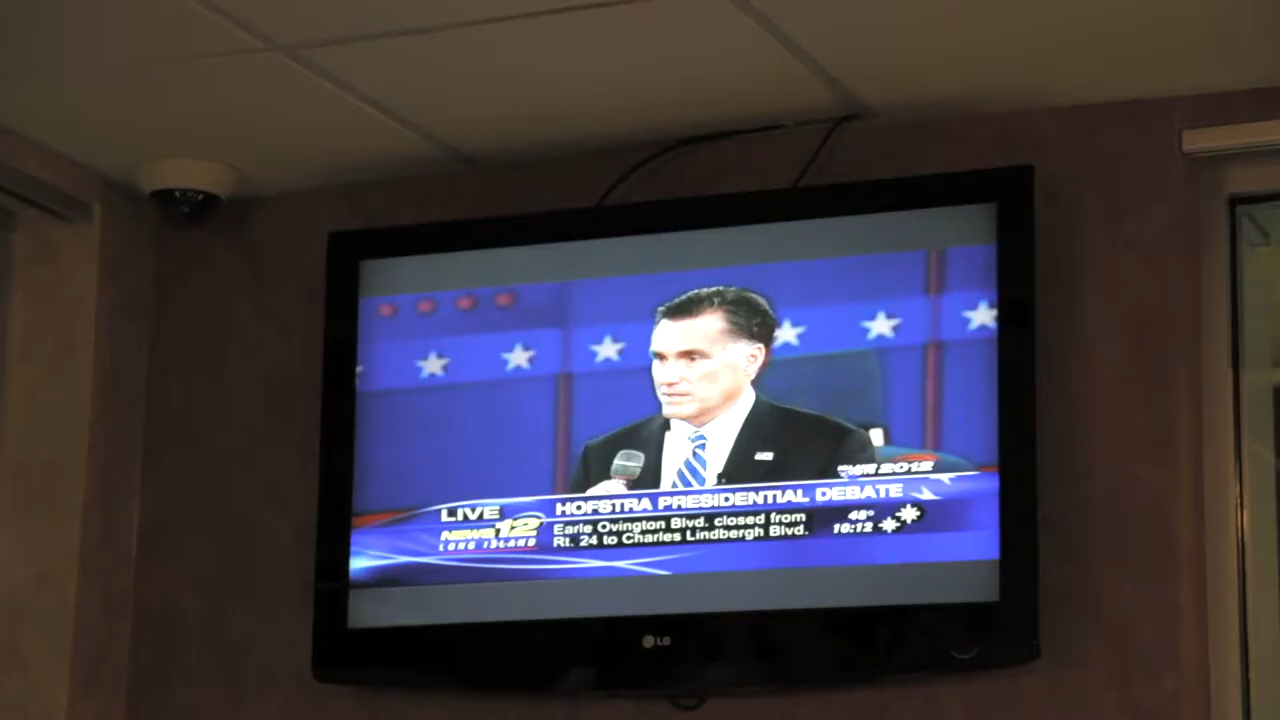 2012
LIVE
HOFSTRA PRESIDENTIAL DEBATE
NEWS 12
LONG ISLAND
Earle Ovington Blvd. closed from
Rt. 24 to Charles Lindbergh Blvd.
48°
10:12
LG